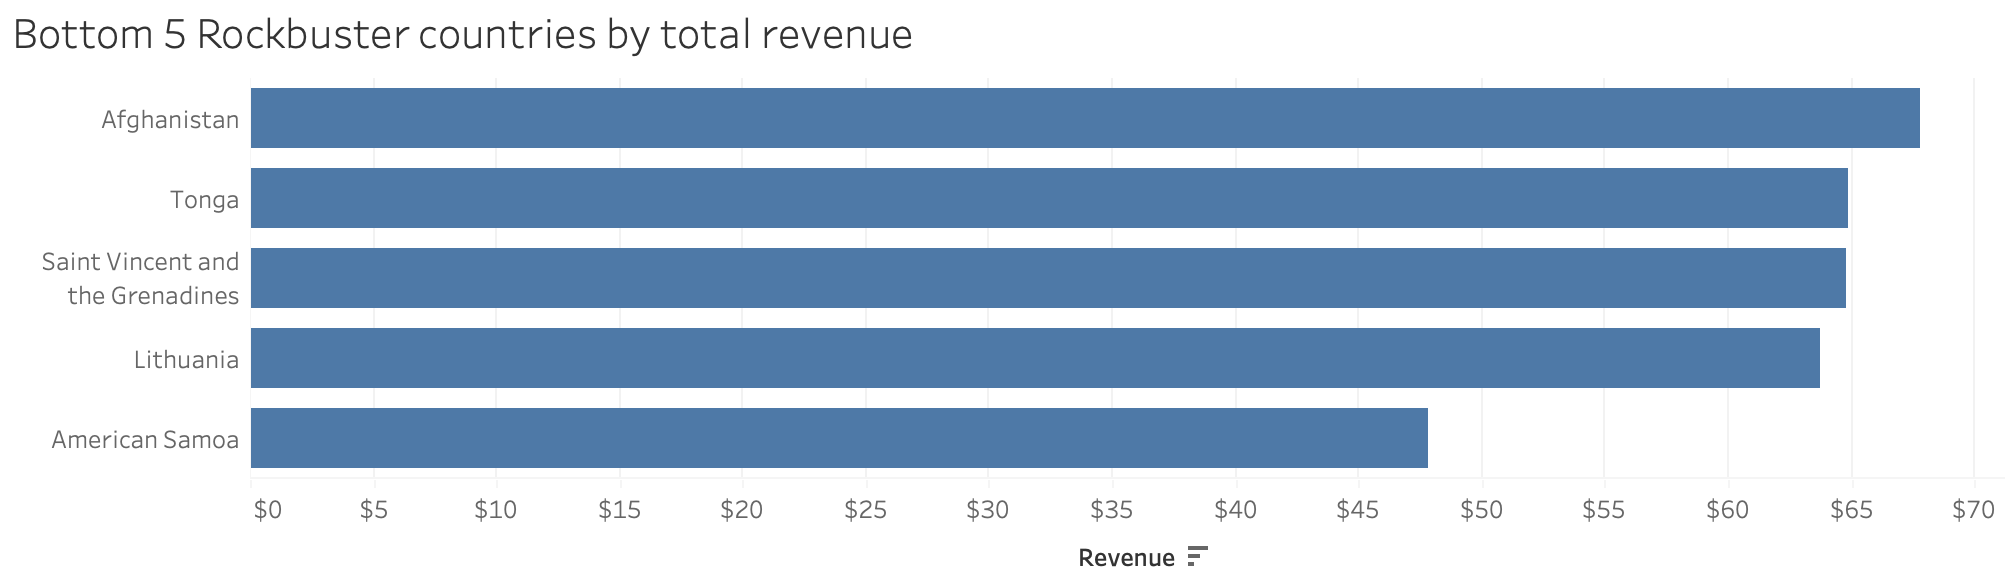 Bottom 5 Rockbuster countries by total revenue
Afghanistan
Tonga
Saint Vincent and
the Grenadines
Lithuania
American Samoa
$0 $5 $10 $15 $20 $25 $30 $35 $40 $45 $50 $55 $60 $65 $70
Revenue